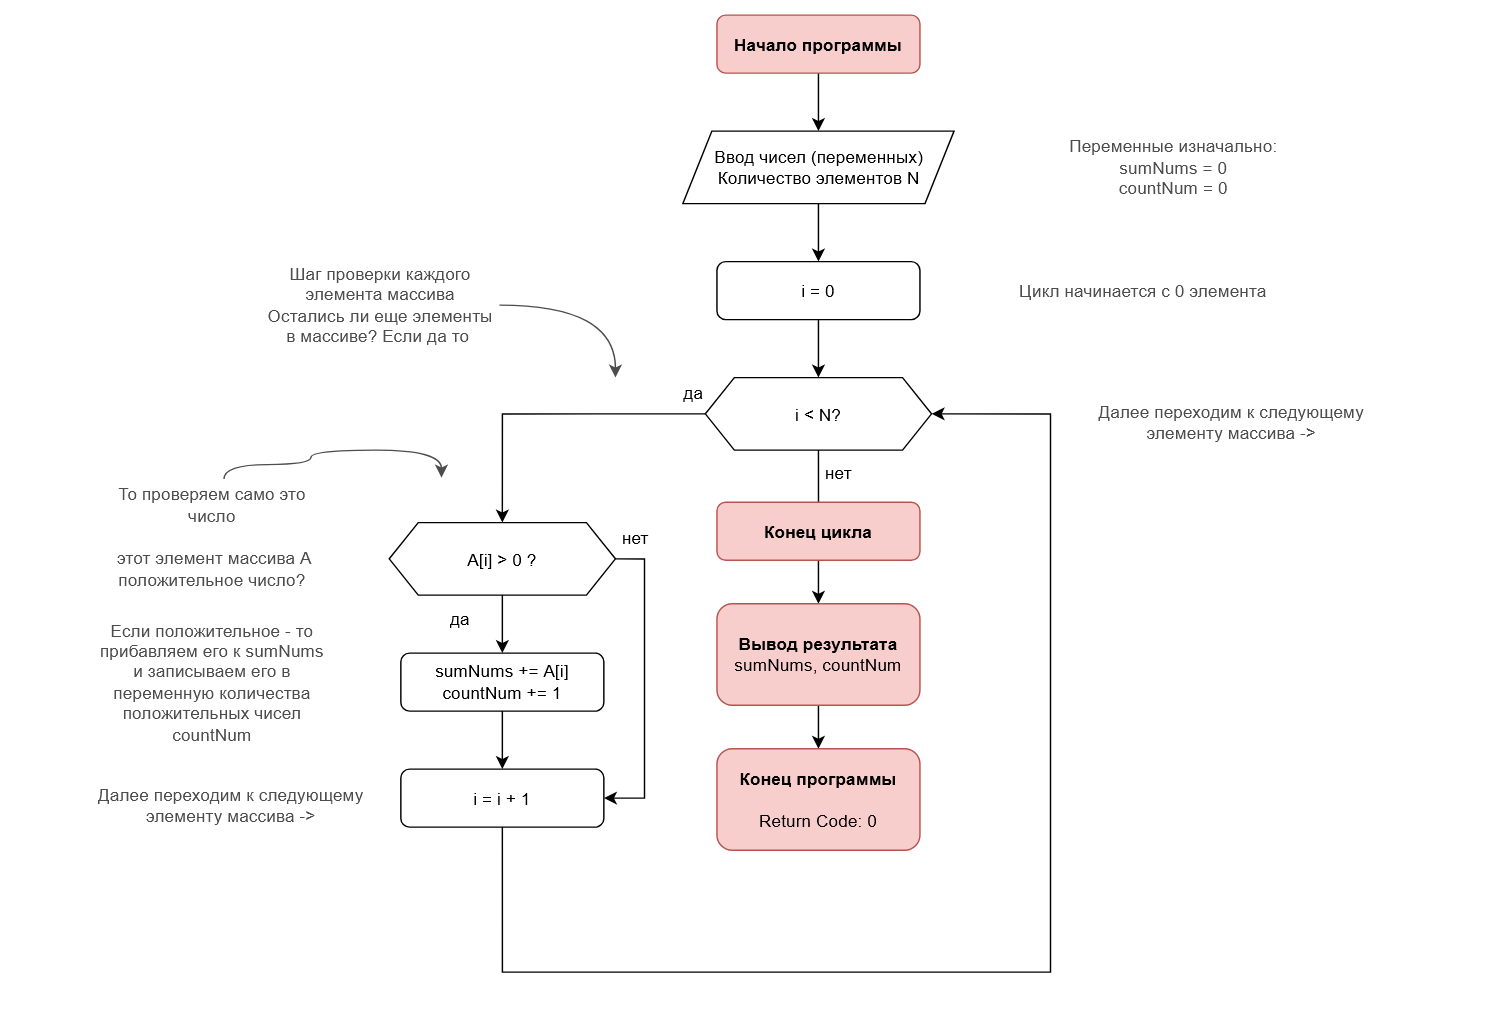 Начало программы
Ввод чисел (переменных)
Количество элементов N
Переменные изначально:
sumNums = 0
countNum = 0
Шаг проверки каждого
элемента массива
Остались ли еще элементы
в массиве? Если да то
i = 0
Цикл начинается с 0 элемента
да
i < N?
Далее переходим к следующему
элементу массива ->
нет
То проверяем само это
число
этот элемент массива А
положительное число?
Если положительное - то
прибавляем его к sumNums
и записываем его в
переменную количества
положительных чисел
countNum
Далее переходим к следующему
элементу массива ->
A[i] > 0 ?
нет
да
sumNums += A[i]
countNum += 1
i = i + 1
Конец цикла
Вывод результата
sumNums, countNum
Конец программы
Return Code: 0